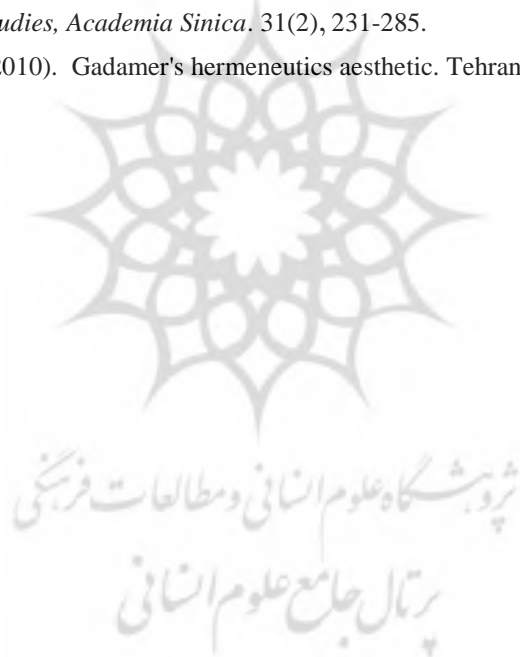 udies, Academia Sinica. 31(2), 231-285.
2010). Gadamer's hermeneutics aesthetic. Tehran
پژوهشگاه علوم انسانی و مطالعات فرهنگی
پرتال جامع علوم انسانی